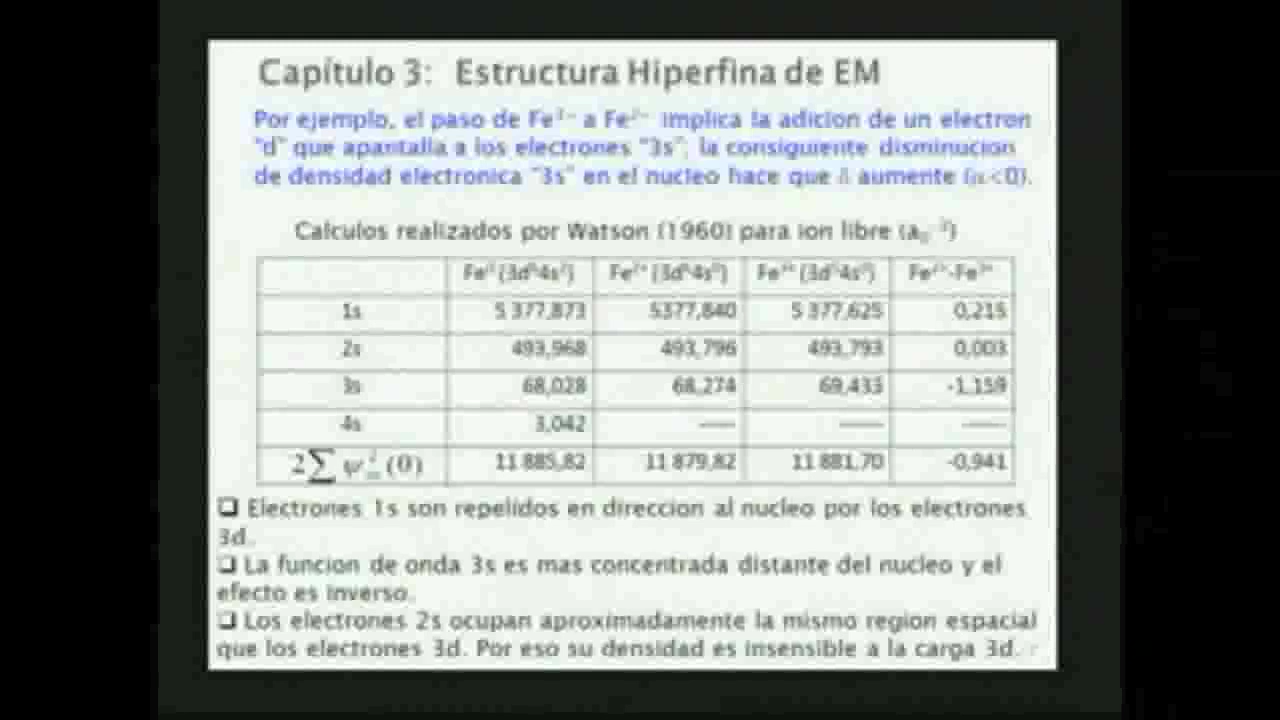 Capítulo 3: Estructura Hiperfina de EM
Por ejemplo, el paso de Fe³⁺ a Fe²⁺ implica la adicion de un electron
"d" que apantalla a los electrones "3s"; la consiguiente disminucion
de densidad electronica "3s" en el nucleo hace que δ aumente (α<0).
Calculos realizados por Watson (1960) para ion libre (a₀⁻³)
1s 5 377,873 5377,840 5 377,625 0,215
2s 493,968 493,796 493,793 0,003
3s 68,028 68,274 69,433 -1,159
4s 3,042 —— —— ——
2∑ψ (0) 11 885,82 11 879,82 11 881,70 -0,941
❑ Electrones 1s son repelidos en direccion al nucleo por los electrones
3d.
❑ La funcion de onda 3s es mas concentrada distante del nucleo y el
efecto es inverso.
❑ Los electrones 2s ocupan aproximadamente la mismo region espacial
que los electrones 3d. Por eso su densidad es insensible a la carga 3d.